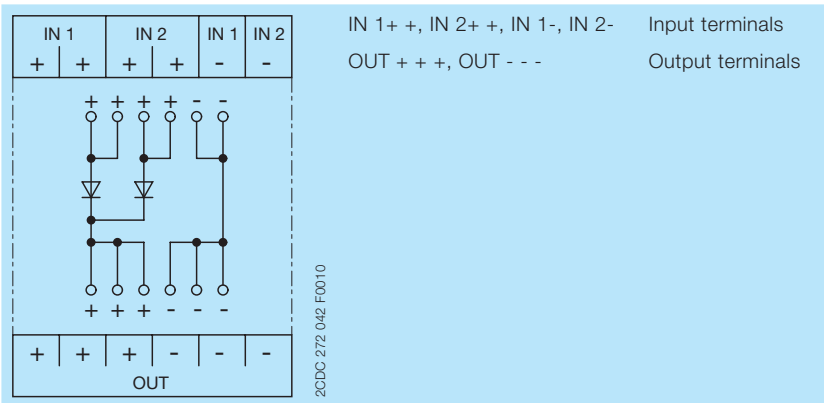 IN 1 IN 2 IN 1 IN 2
+ + + + - -
+ + + + - -
+ + + - - -
+ + + - - -
OUT
2CDC 272 042 F0010
IN 1+ +, IN 2+ +, IN 1-, IN 2- Input terminals
OUT + + +, OUT - - - Output terminals